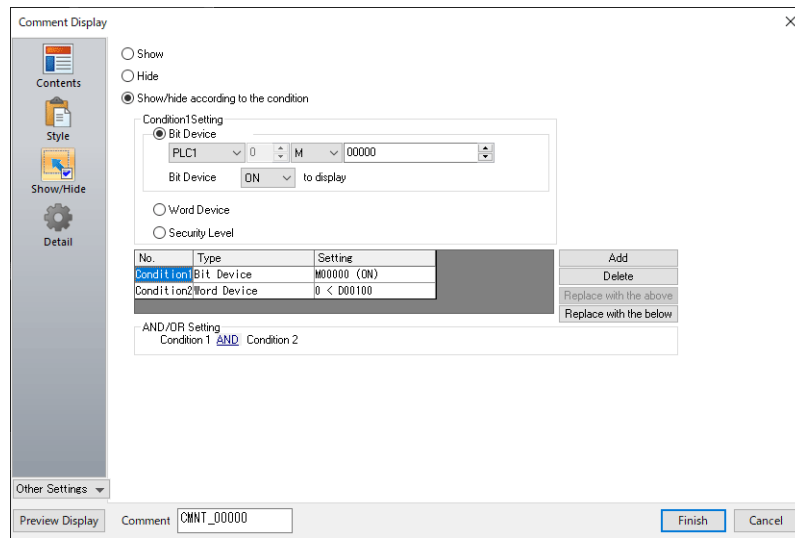 Comment Display
Contents
Style
Show/Hide
Detail
Other Settings
Show
Hide
Show/hide according to the condition
Condition1Setting
Bit Device
PLC1 0 M 00000
Bit Device ON to display
Word Device
Security Level
No. Type Setting
Condition1 Bit Device M00000 (ON)
Condition2 Word Device 0 < D00100
Add
Delete
Replace with the above
Replace with the below
AND/OR Setting
Condition 1 AND Condition 2
Preview Display Comment CMNT_00000 Finish Cancel